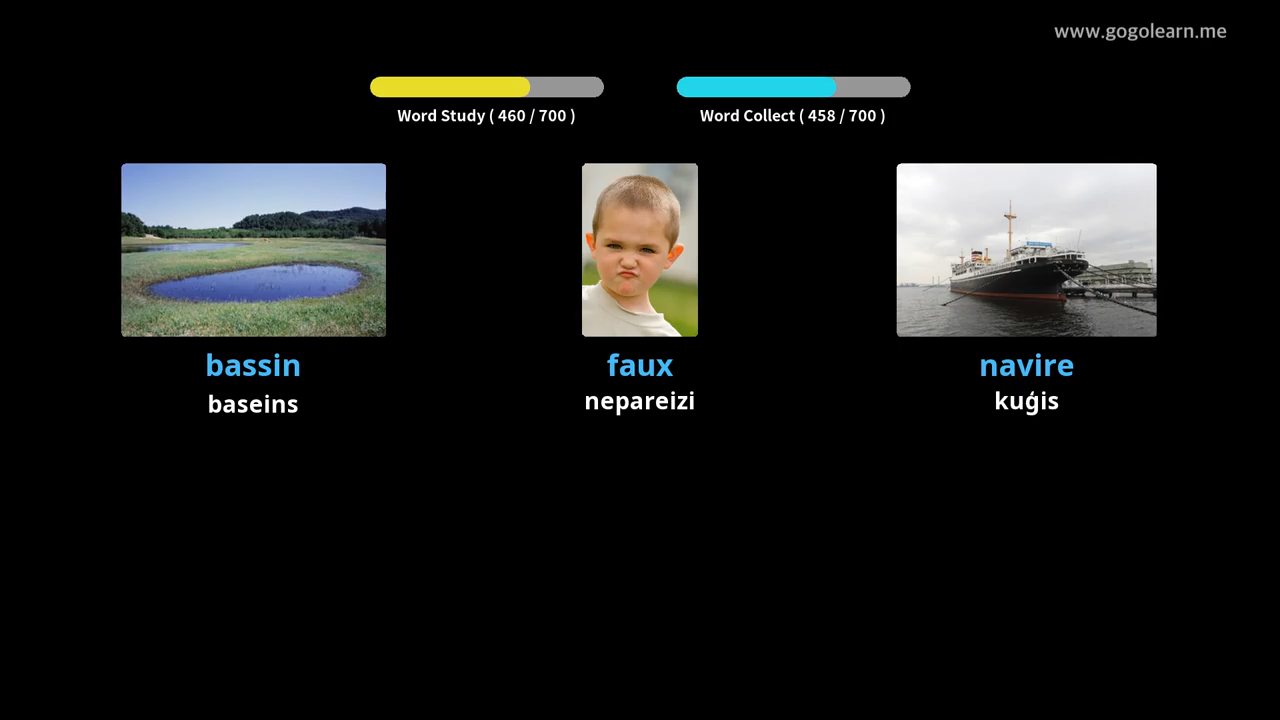 www.gogolearn.me
Word Study ( 460 / 700 )
Word Collect ( 458 / 700 )
bassin
faux
navire
baseins
nepareizi
kuģis